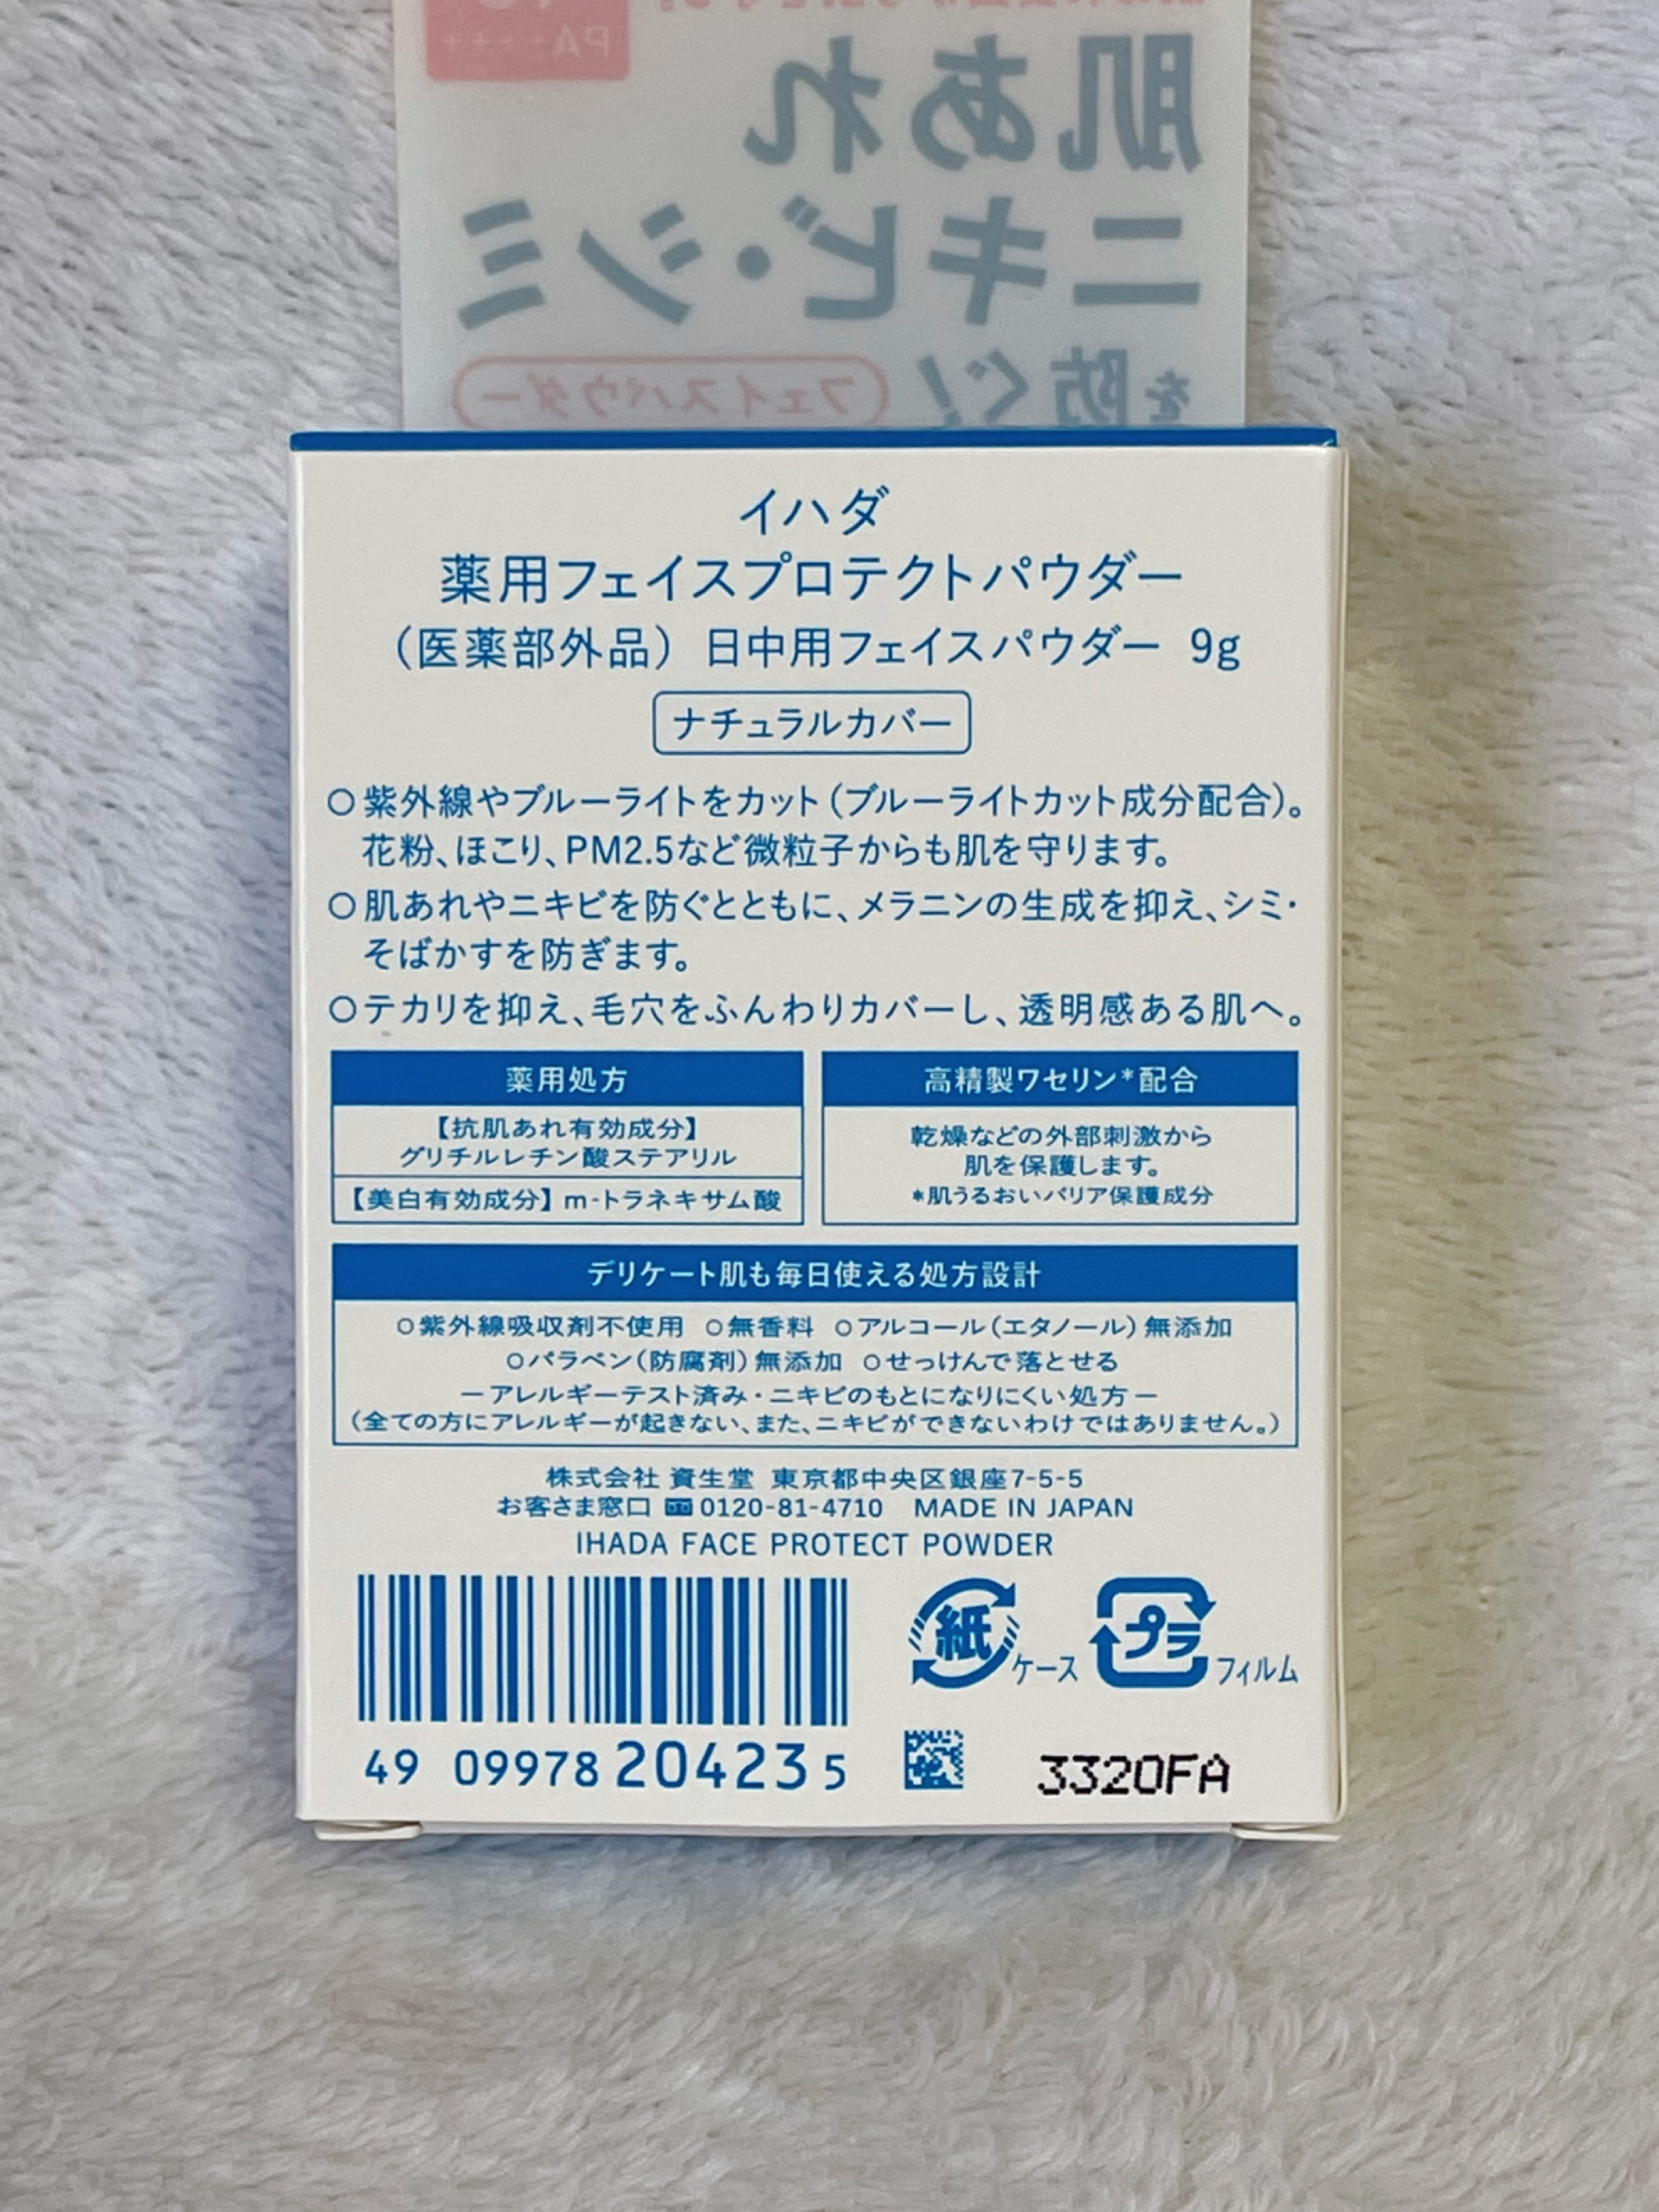 PA++++
肌あれ
ニキビ・シミ
を防ぐ! フェイスパウダー
イハダ
薬用フェイスプロテクトパウダー
(医薬部外品) 日中用フェイスパウダー 9g
ナチュラルカバー
○紫外線やブルーライトをカット(ブルーライトカット成分配合)。
花粉、ほこり、PM2.5など微粒子からも肌を守ります。
○肌あれやニキビを防ぐとともに、メラニンの生成を抑え、シミ・
そばかすを防ぎます。
○テカリを抑え、毛穴をふんわりカバーし、透明感ある肌へ。
薬用処方
【抗肌あれ有効成分】
グリチルレチン酸ステアリル
【美白有効成分】m-トラネキサム酸
高精製ワセリン*配合
乾燥などの外部刺激から
肌を保護します。
*肌うるおいバリア保護成分
デリケート肌も毎日使える処方設計
○紫外線吸収剤不使用 ○無香料 ○アルコール(エタノール)無添加
○パラベン(防腐剤)無添加 ○せっけんで落とせる
－アレルギーテスト済み・ニキビのもとになりにくい処方－
(全ての方にアレルギーが起きない、また、ニキビができないわけではありません。)
株式会社 資生堂 東京都中央区銀座7-5-5
お客さま窓口 0120-81-4710 MADE IN JAPAN
IHADA FACE PROTECT POWDER
紙 ケース プラ フィルム
49 09978 204235
3320FA